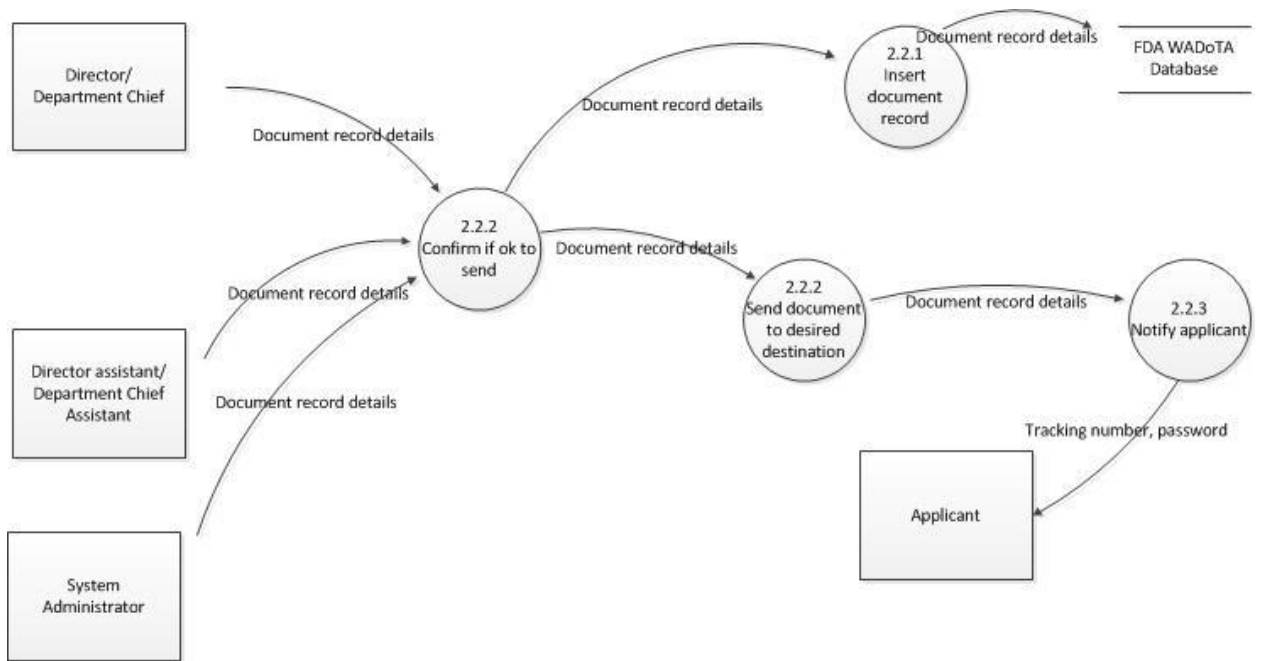 Director/
Department Chief
Document record details
Document record details
2.2.1
Insert
document
record
Document record details
FDA WADoTA
Database
2.2.2
Confirm if ok to
send
Document record details
Director assistant/
Department Chief
Assistant
Document record details
Document record details
2.2.2
Send document
to desired
destination
Document record details
2.2.3
Notify applicant
Tracking number, password
Applicant
System
Administrator